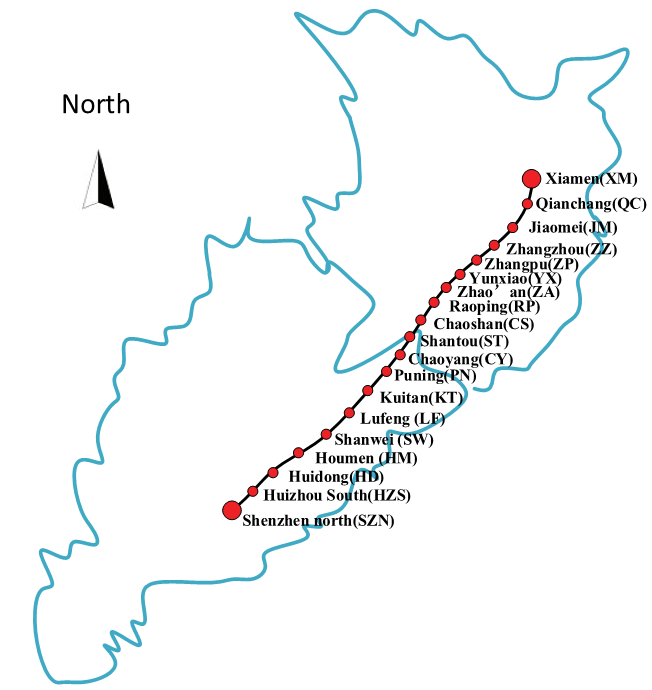 North
Xiamen(XM)
Qianchang(QC)
Jiaomei(JM)
Zhangzhou(ZZ)
Zhangpu(ZP)
Yunxiao(YX)
Zhao’ an(ZA)
Raoping(RP)
Chaoshan(CS)
Shantou(ST)
Chaoyang(CY)
Puning(PN)
Kuitan(KT)
Lufeng (LF)
Shanwei (SW)
Houmen (HM)
Huidong(HD)
Huizhou South(HZS)
Shenzhen north(SZN)